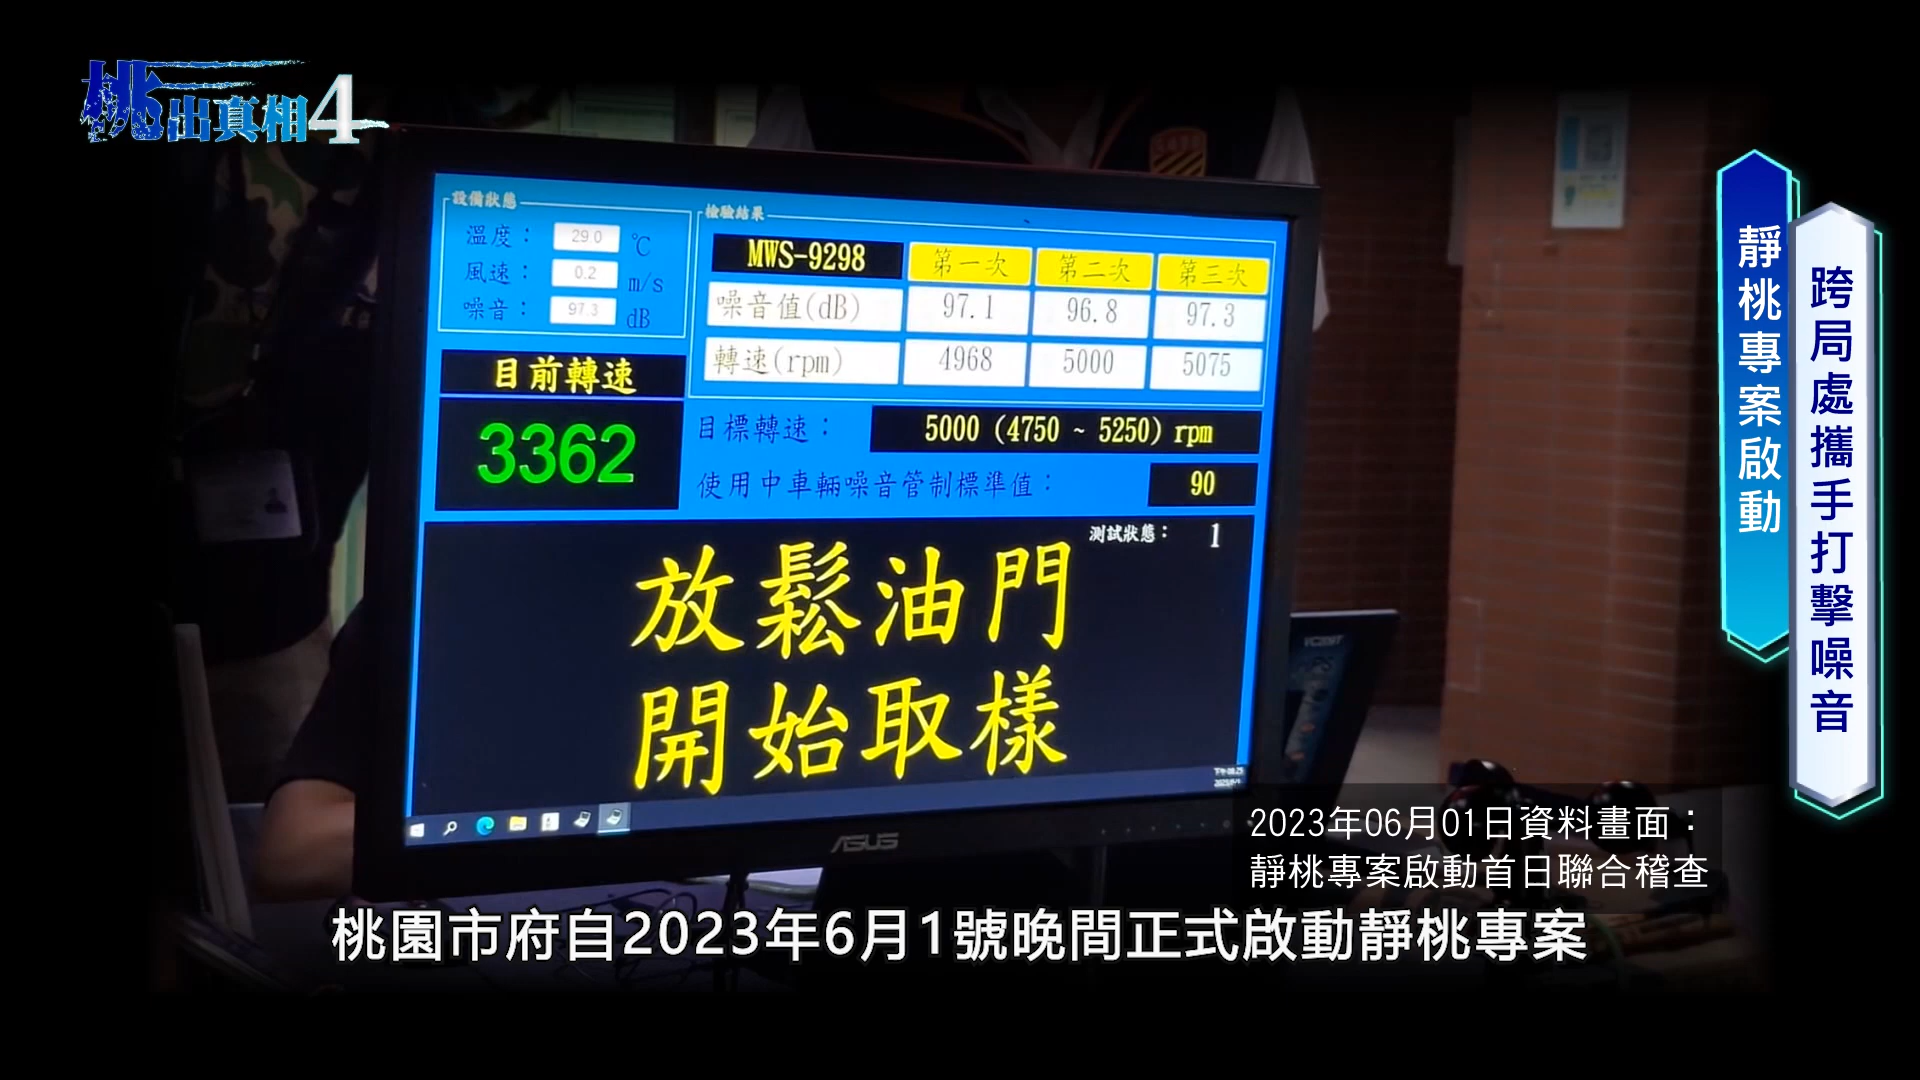 桃出真相4
靜桃專案啟動
跨局處攜手打擊噪音
設備狀態
溫度： 29.0 ℃
風速： 0.2 m/s
噪音： 97.3 dB
目前轉速
3362
檢驗結果
MWS-9298 第一次 第二次 第三次
噪音值(dB) 97.1 96.8 97.3
轉速(rpm) 4968 5000 5075
目標轉速： 5000 (4750 ~ 5250) rpm
使用中車輛噪音管制標準值： 90
測試狀態： 1
放鬆油門
開始取樣
ASUS
2023年06月01日資料畫面：
靜桃專案啟動首日聯合稽查
桃園市府自2023年6月1號晚間正式啟動靜桃專案